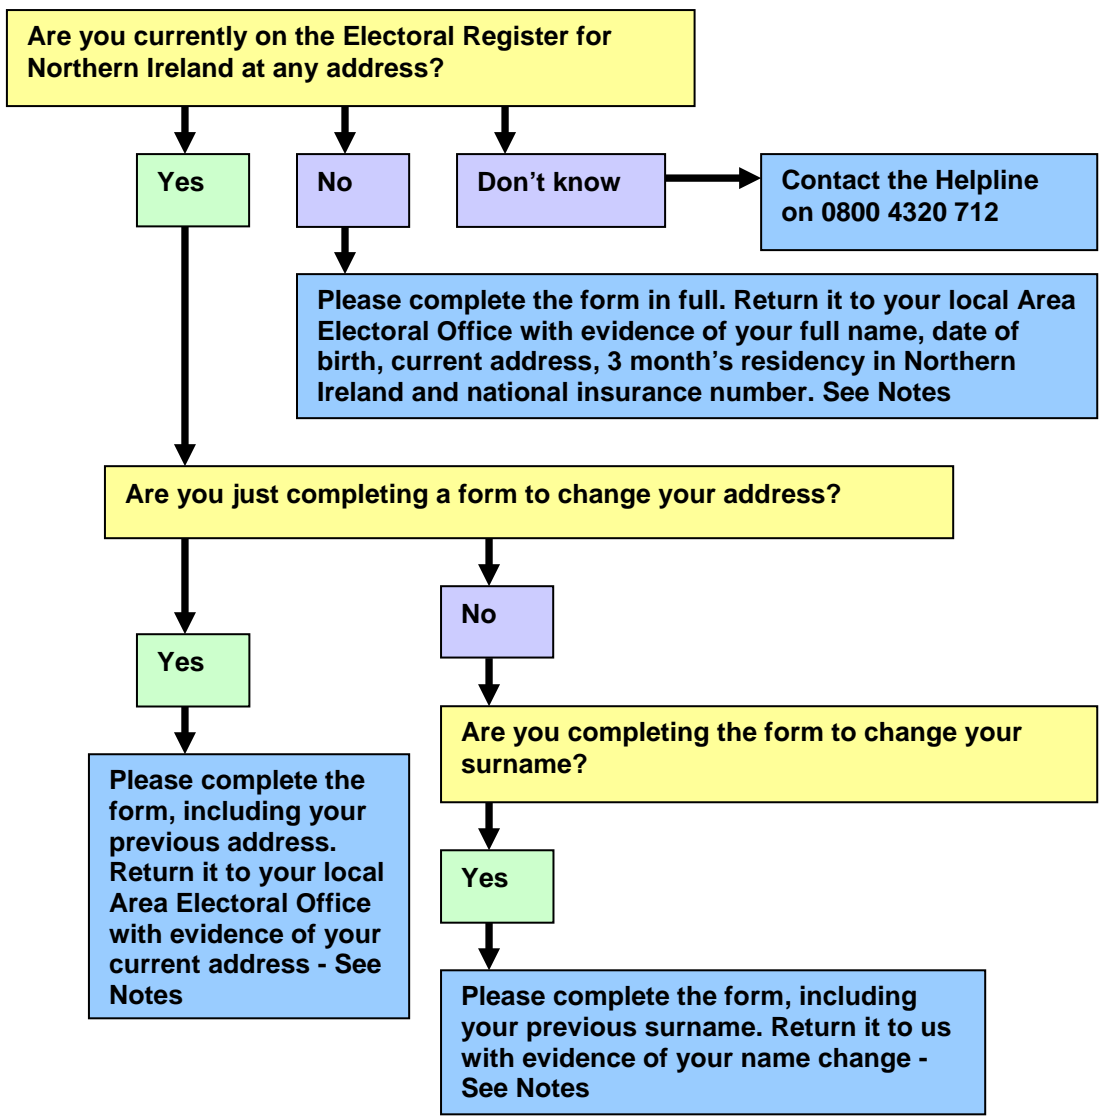 Are you currently on the Electoral Register for
Northern Ireland at any address?
Yes
No
Don't know
Contact the Helpline
on 0800 4320 712
Please complete the form in full. Return it to your local Area
Electoral Office with evidence of your full name, date of
birth, current address, 3 month's residency in Northern
Ireland and national insurance number. See Notes
Are you just completing a form to change your address?
Yes
No
Please complete the
form, including your
previous address.
Return it to your local
Area Electoral Office
with evidence of your
current address - See
Notes
Are you completing the form to change your
surname?
Yes
Please complete the form, including
your previous surname. Return it to us
with evidence of your name change -
See Notes